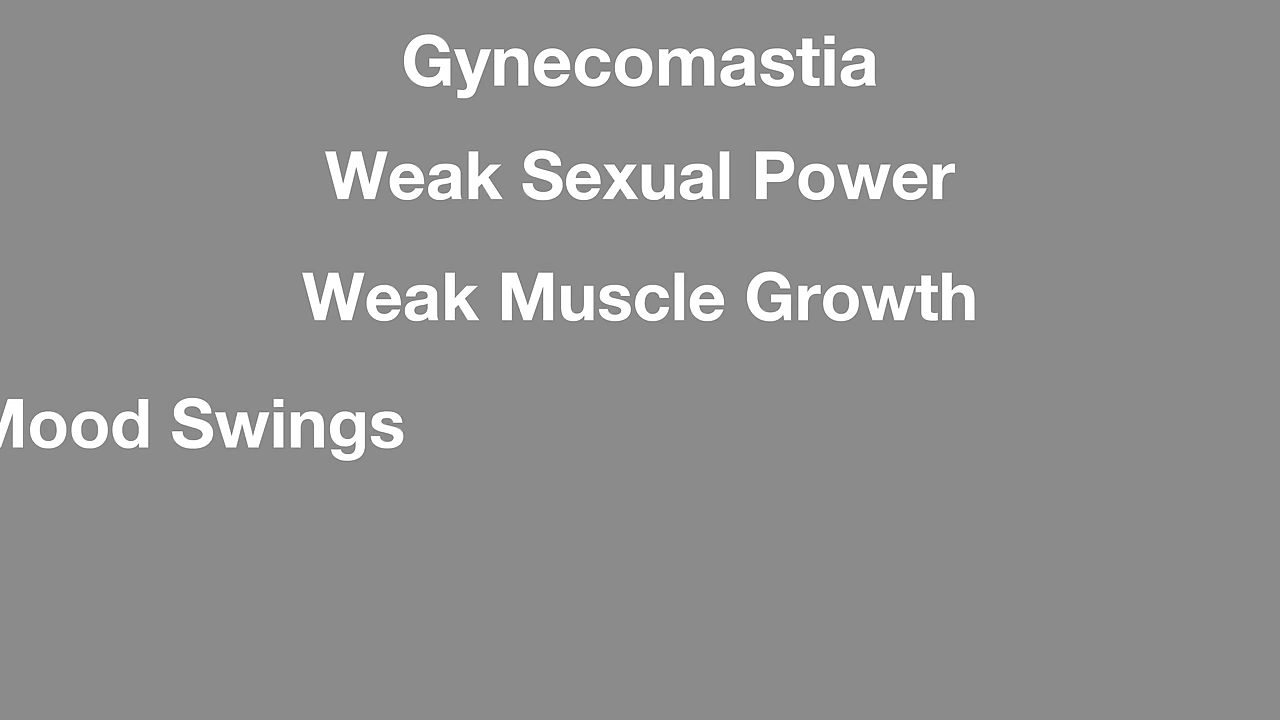 Gynecomastia
Weak Sexual Power
Weak Muscle Growth
Mood Swings